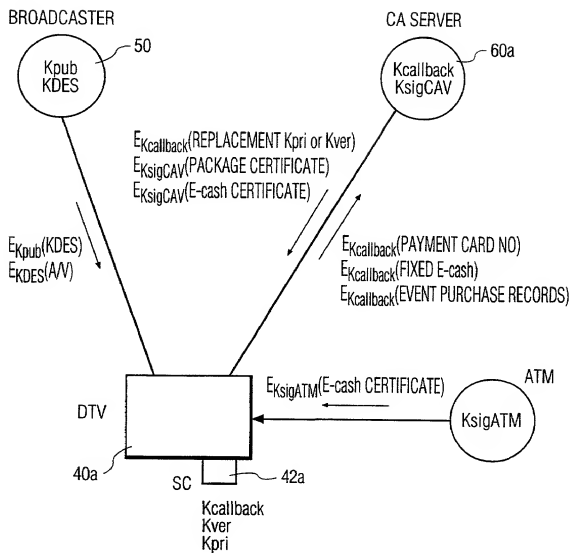 BROADCASTER
50
Kpub
KDES
CA SERVER
60a
Kcallback
KsigCAV
EKcallback(REPLACEMENT Kpri or Kver)
EKsigCAV(PACKAGE CERTIFICATE)
EKsigCAV(E-cash CERTIFICATE)
EKpub(KDES)
EKDES(A/V)
EKcallback(PAYMENT CARD NO)
EKcallback(FIXED E-cash)
EKcallback(EVENT PURCHASE RECORDS)
DTV
40a
EKsigATM(E-cash CERTIFICATE)
ATM
KsigATM
SC
42a
Kcallback
Kver
Kpri